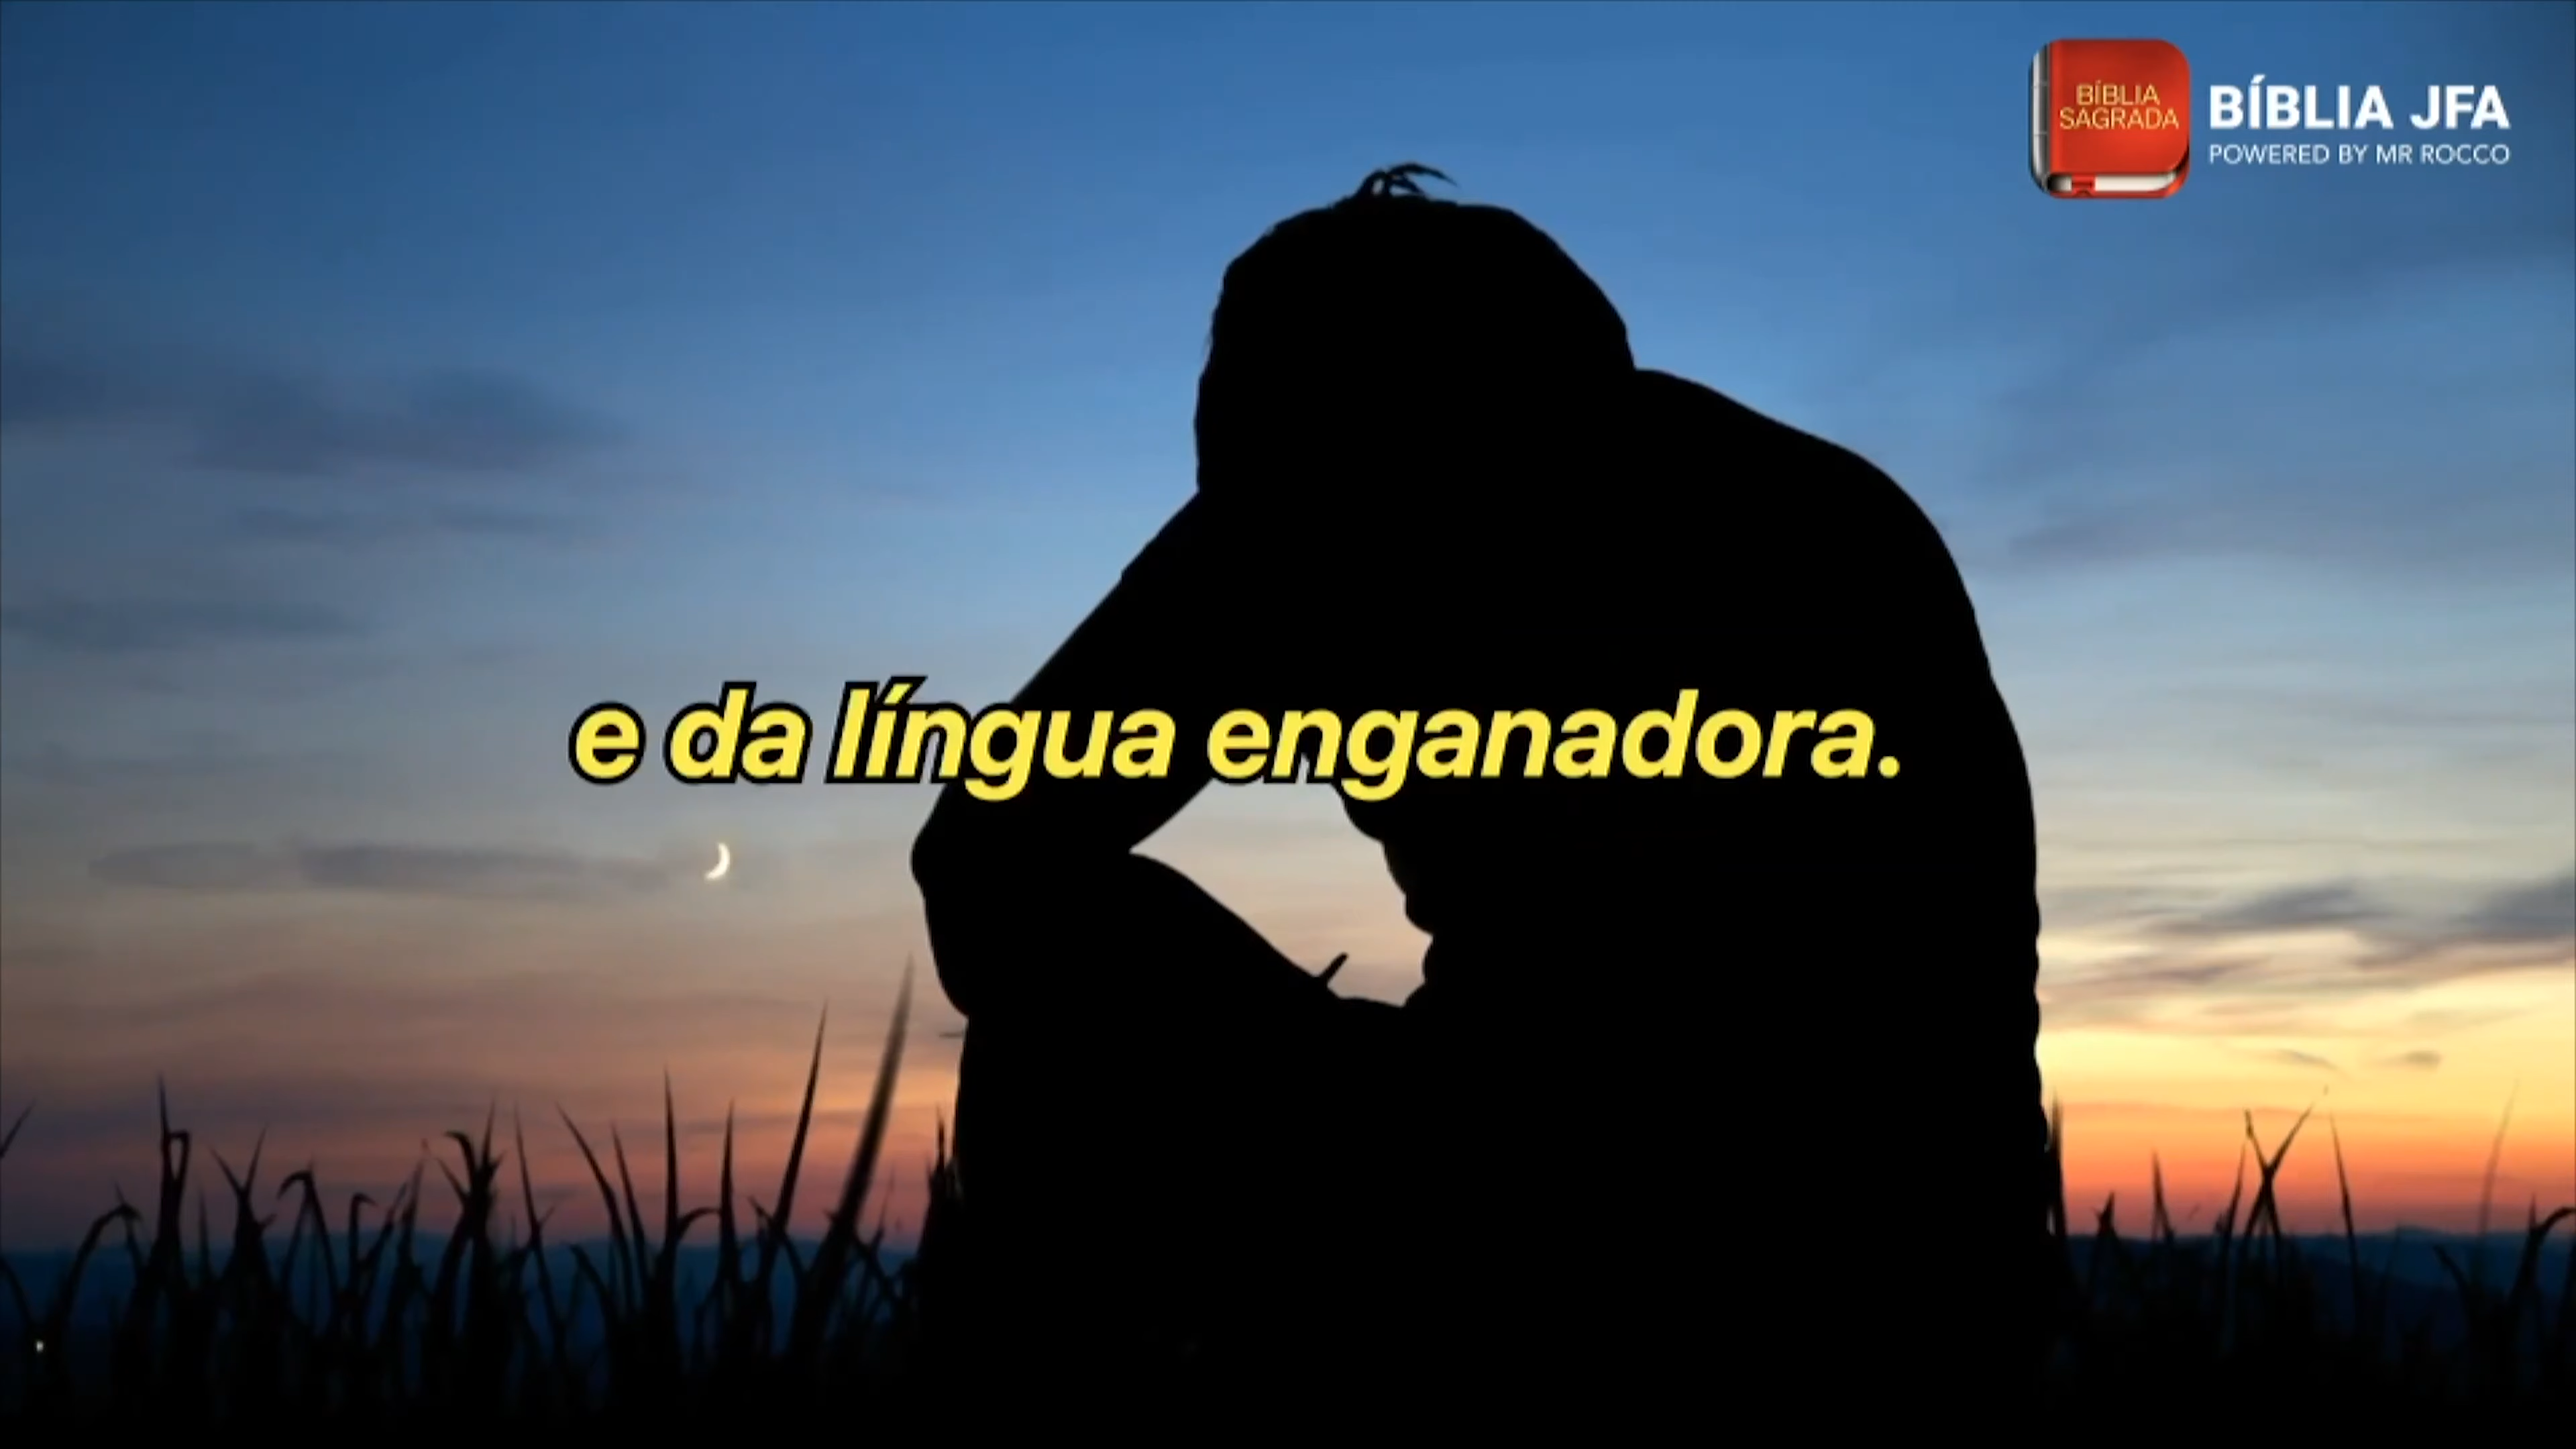 BÍBLIA
SAGRADA
BÍBLIA JFA
POWERED BY MR ROCCO
e da língua enganadora.